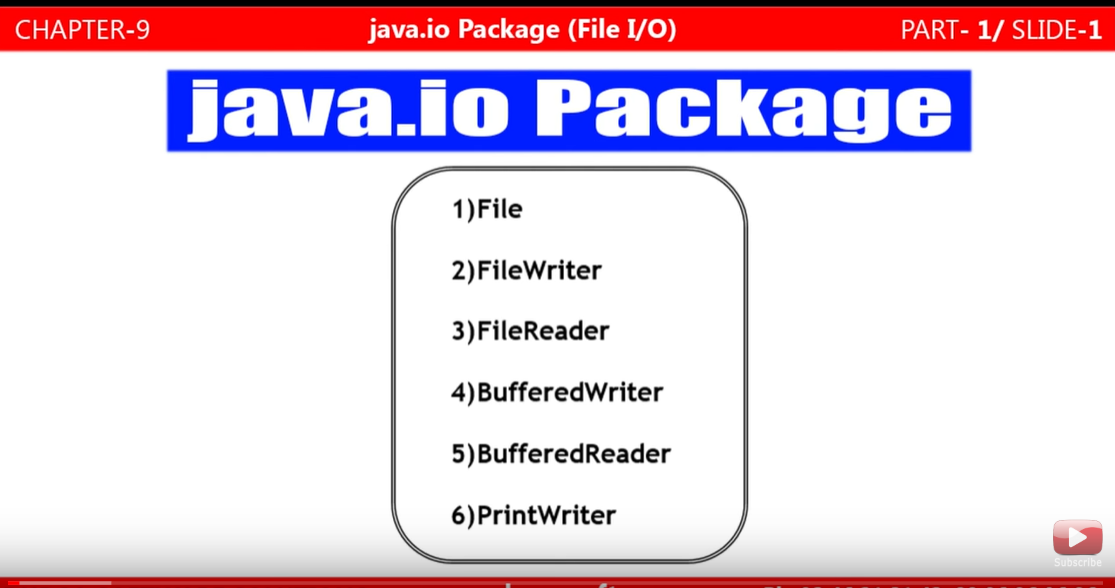 CHAPTER-9
java.io Package (File I/O)
PART- 1/ SLIDE-1
java.io Package
1)File
2)FileWriter
3)FileReader
4)BufferedWriter
5)BufferedReader
6)PrintWriter
Subscribe